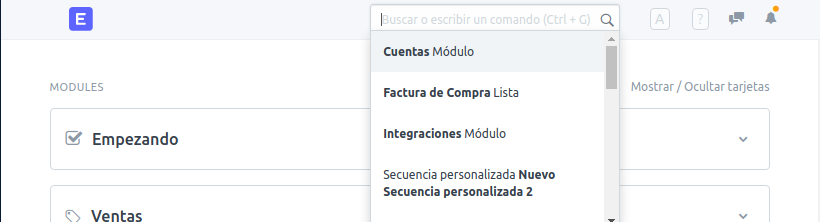 E
Buscar o escribir un comando (Ctrl + G)
A
?
Cuentas Módulo
MODULES
Factura de Compra Lista
Mostrar / Ocultar tarjetas
Empezando
Integraciones Módulo
Secuencia personalizada Nuevo
Secuencia personalizada 2
Ventas